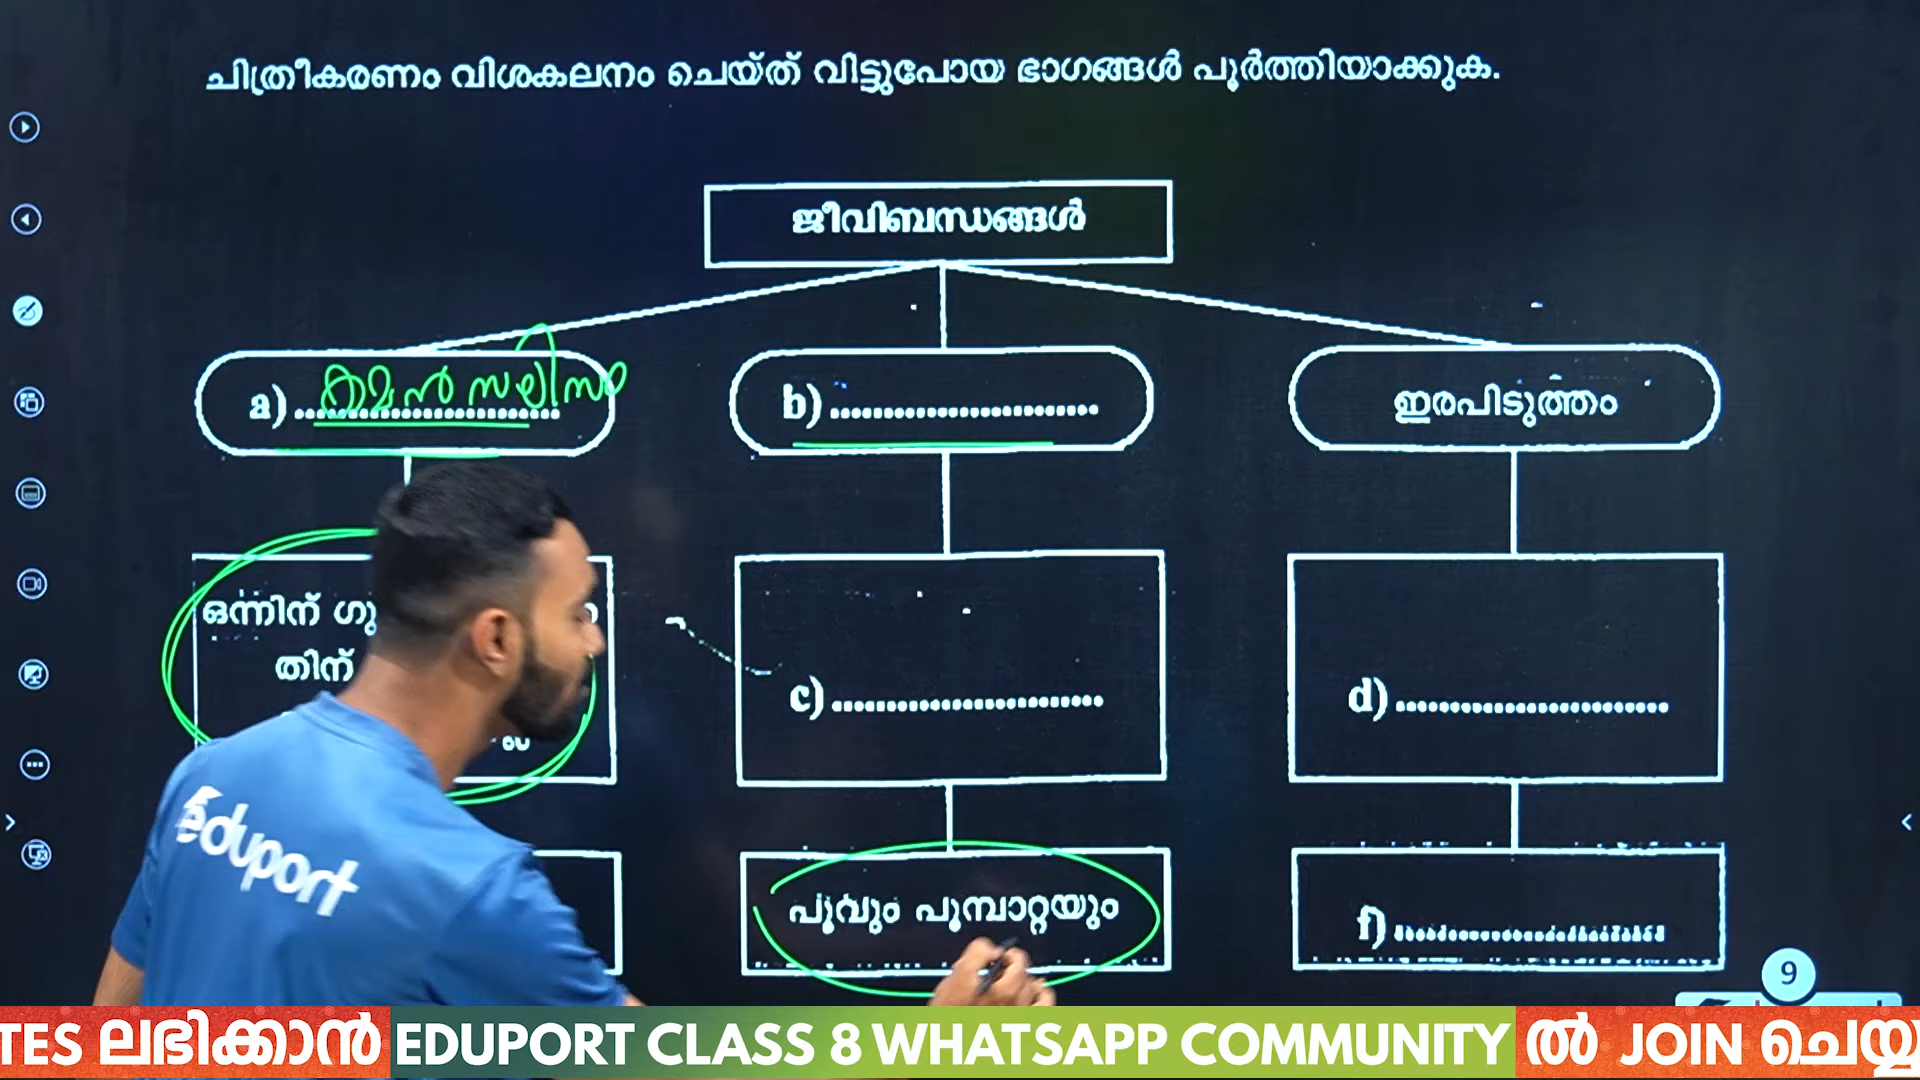 ചിത്രീകരണം വിശകലനം ചെയ്ത് വിട്ടുപോയ ഭാഗങ്ങൾ പൂർത്തിയാക്കുക.
ജീവിബന്ധങ്ങൾ
a) ........................ കമൻസലിസം
b) ........................
ഇരപിടുത്തം
ഒന്നിന് ഗു
തിന്
c) ........................
d) ........................
പൂവും പൂമ്പാറ്റയും
f) ........................
eduport
9
TES ലഭിക്കാൻ EDUPORT CLASS 8 WHATSAPP COMMUNITY ൽ JOIN ചെയ്യു